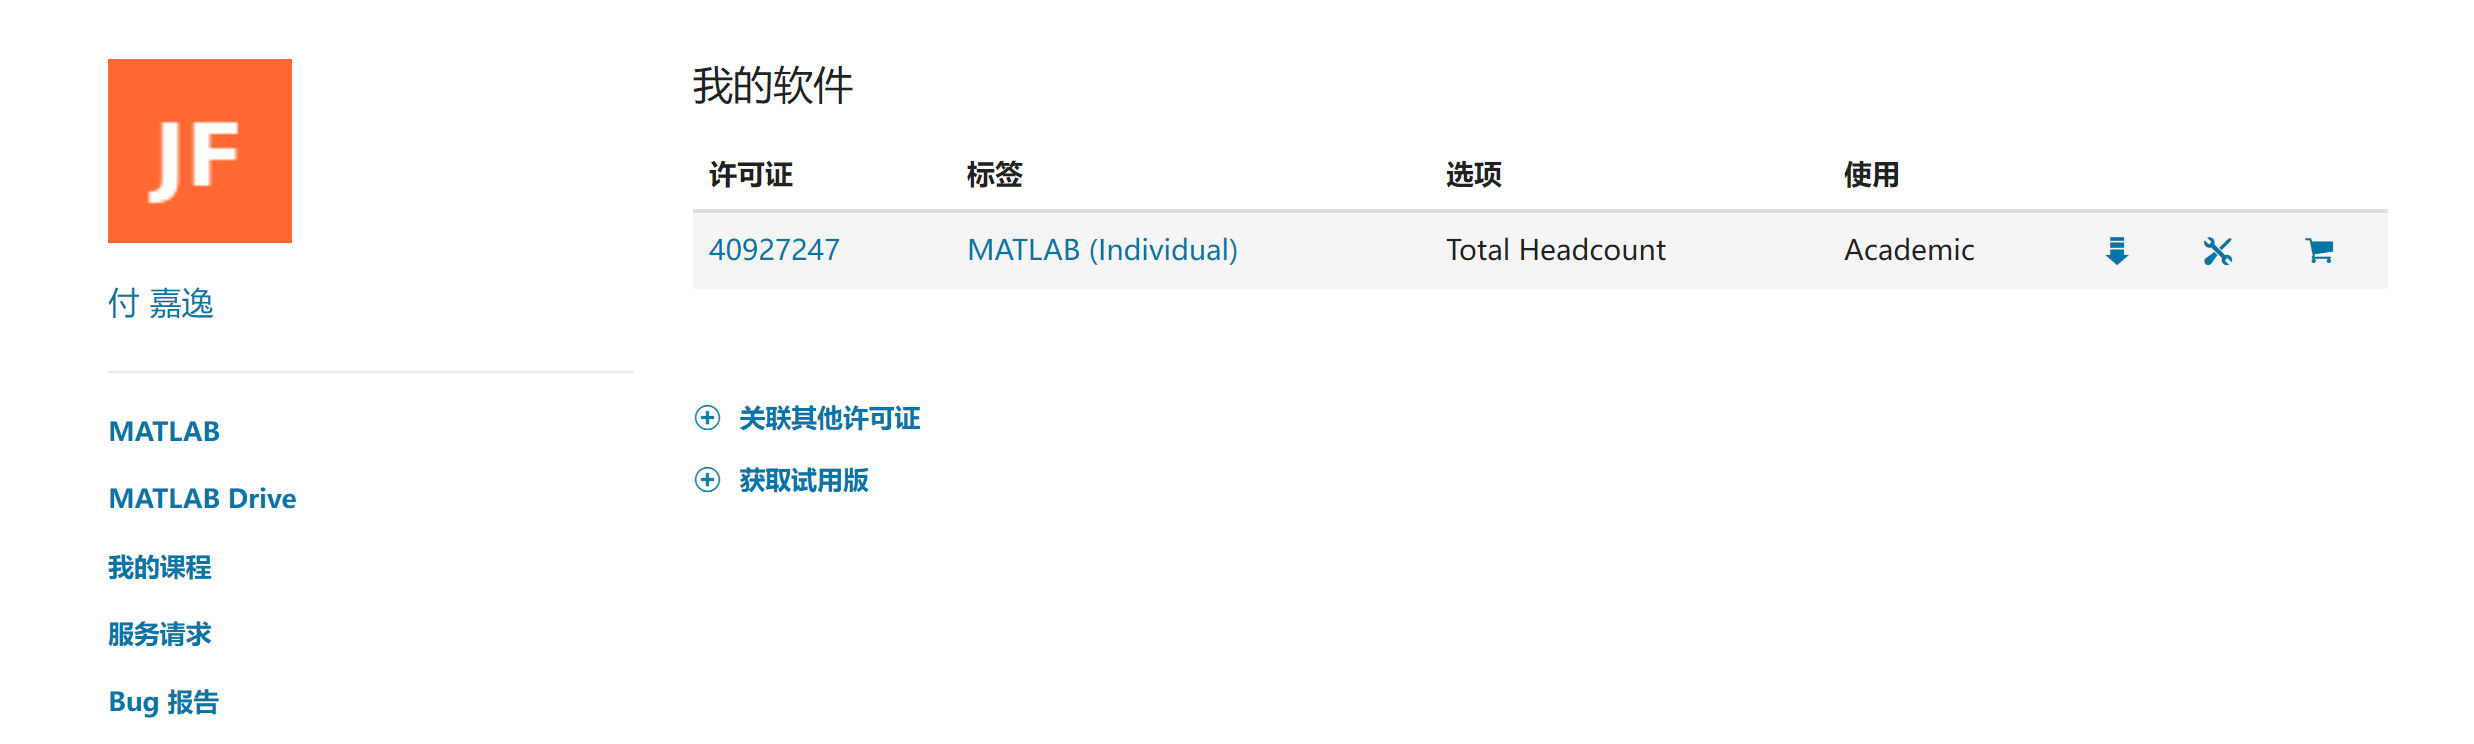 JF
付 嘉逸
MATLAB
MATLAB Drive
我的课程
服务请求
Bug 报告
我的软件
许可证 标签 选项 使用
40927247 MATLAB (Individual) Total Headcount Academic
关联其他许可证
获取试用版